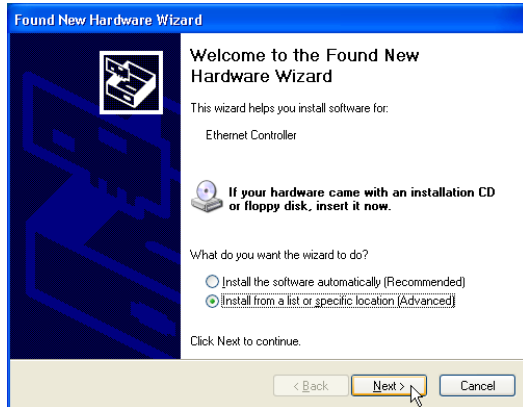 Found New Hardware Wizard
Welcome to the Found New
Hardware Wizard
This wizard helps you install software for:
Ethernet Controller
If your hardware came with an installation CD
or floppy disk, insert it now.
What do you want the wizard to do?
Install the software automatically (Recommended)
Install from a list or specific location (Advanced)
Click Next to continue.
< Back Next > Cancel